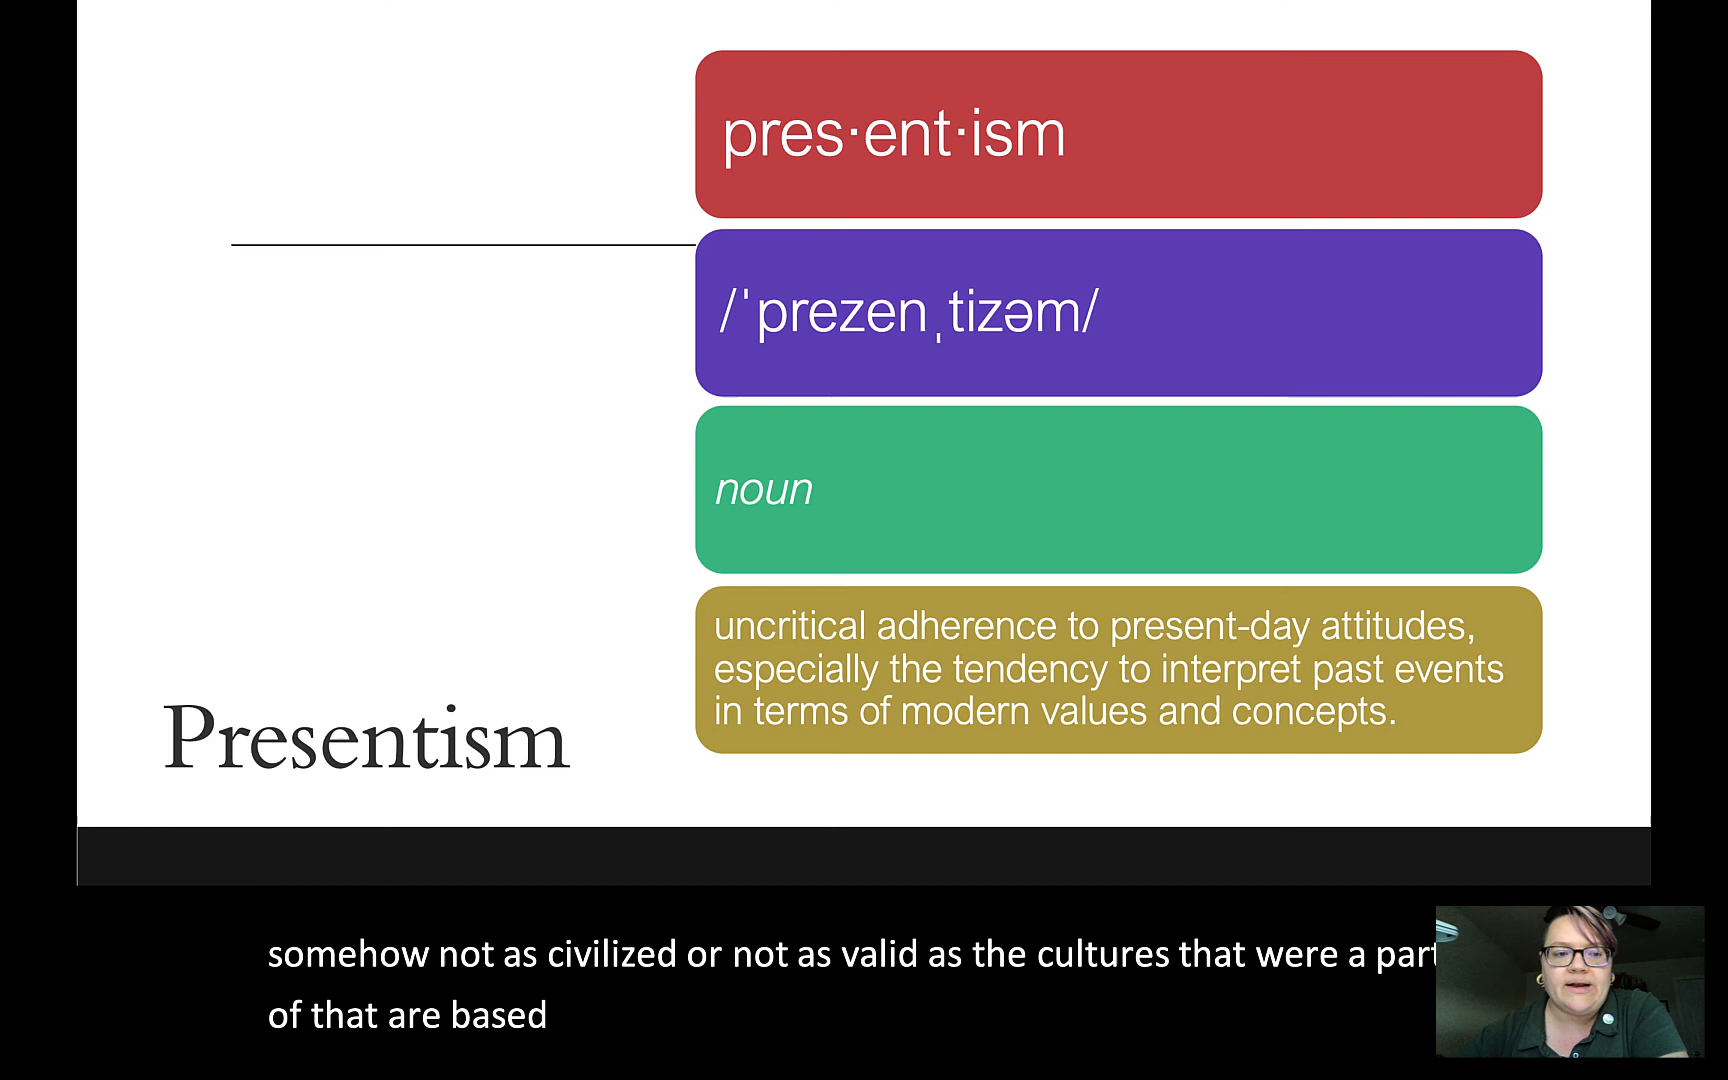 pres·ent·ism
/ˈprezenˌtizəm/
noun
uncritical adherence to present-day attitudes,
especially the tendency to interpret past events
in terms of modern values and concepts.
Presentism
somehow not as civilized or not as valid as the cultures that were a part
of that are based